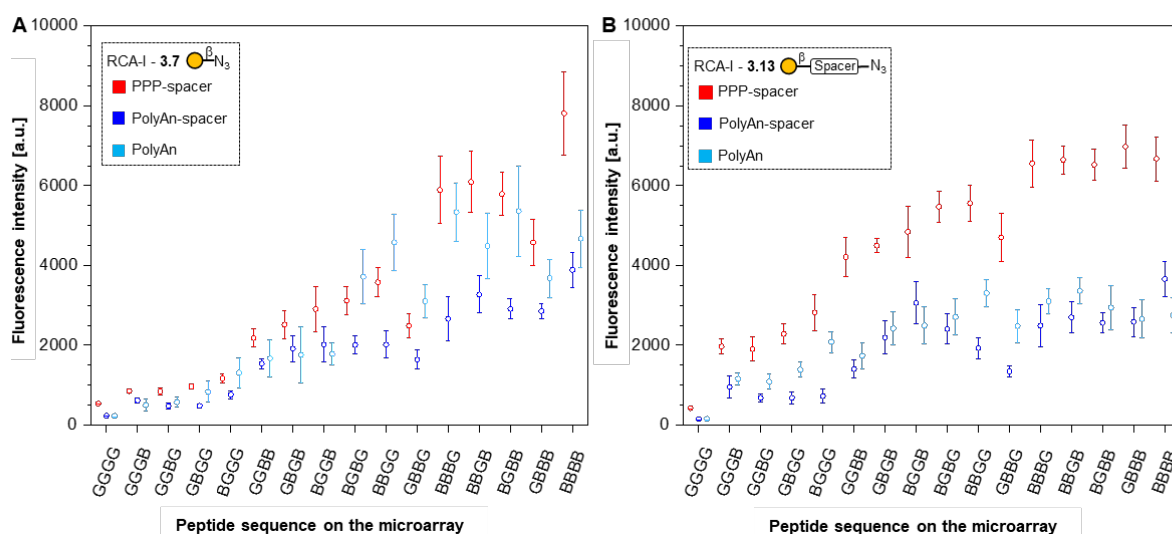 A
10000
8000
6000
4000
2000
0
Fluorescence intensity [a.u.]
RCA-I - 3.7 β N3
PPP-spacer
PolyAn-spacer
PolyAn
GGGG
GGGB
GGBG
GBGG
BGGG
GGBB
GBGB
BGGB
BGBG
BBGG
GBBG
BBBG
BBGB
BGBB
GBBB
BBBB
Peptide sequence on the microarray
B
10000
8000
6000
4000
2000
0
Fluorescence intensity [a.u.]
RCA-I - 3.13 β Spacer N3
PPP-spacer
PolyAn-spacer
PolyAn
GGGG
GGGB
GGBG
GBGG
BGGG
GGBB
GBGB
BGGB
BGBG
BBGG
GBBG
BBBG
BBGB
BGBB
GBBB
BBBB
Peptide sequence on the microarray